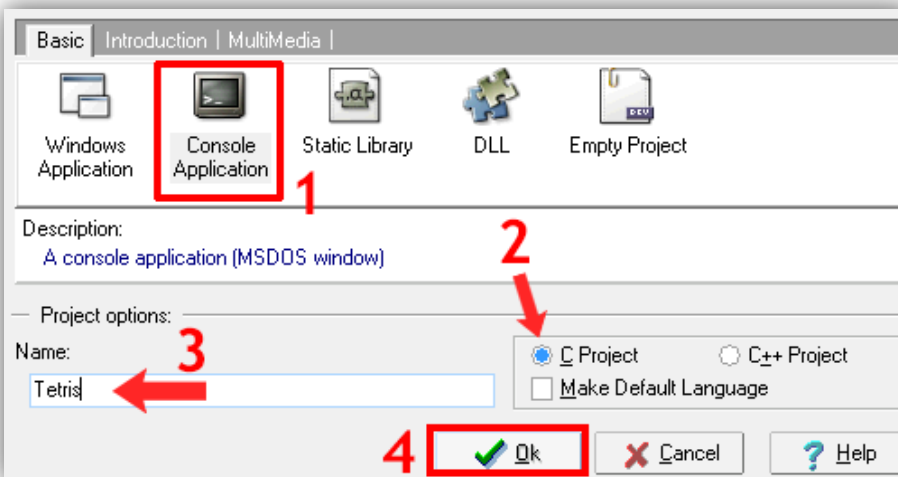 Basic | Introduction | MultiMedia |
Windows Application
Console Application
Static Library
DLL
Empty Project
.a
>_
DEV
1
Description:
A console application (MSDOS window)
2
Project options:
Name:
3
Tetris
C Project
C++ Project
Make Default Language
4
Ok
Cancel
? Help